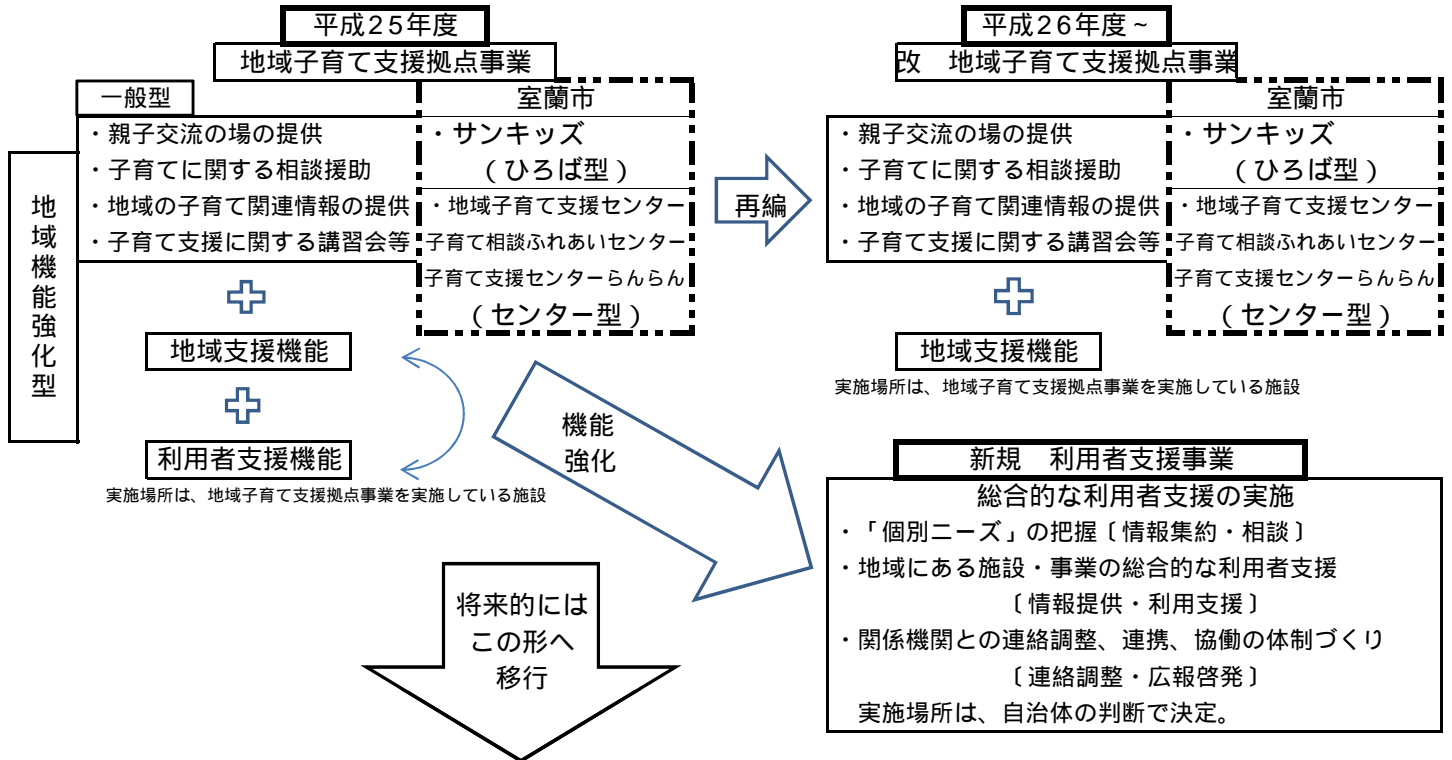 平成25年度
地域子育て支援拠点事業
一般型
地域機能強化型
・親子交流の場の提供
・子育てに関する相談援助
・地域の子育て関連情報の提供
・子育て支援に関する講習会等
室蘭市
・サンキッズ
(ひろば型)
・地域子育て支援センター
子育て相談ふれあいセンター
子育て支援センターらんらん
(センター型)
地域支援機能
利用者支援機能
実施場所は、地域子育て支援拠点事業を実施している施設
再編
機能
強化
将来的には
この形へ
移行
平成26年度~
改 地域子育て支援拠点事業
・親子交流の場の提供
・子育てに関する相談援助
・地域の子育て関連情報の提供
・子育て支援に関する講習会等
室蘭市
・サンキッズ
(ひろば型)
・地域子育て支援センター
子育て相談ふれあいセンター
子育て支援センターらんらん
(センター型)
地域支援機能
実施場所は、地域子育て支援拠点事業を実施している施設
新規 利用者支援事業
総合的な利用者支援の実施
・「個別ニーズ」の把握〔情報集約・相談〕
・地域にある施設・事業の総合的な利用者支援
〔情報提供・利用支援〕
・関係機関との連絡調整、連携、協働の体制づくり
〔連絡調整・広報啓発〕
実施場所は、自治体の判断で決定。